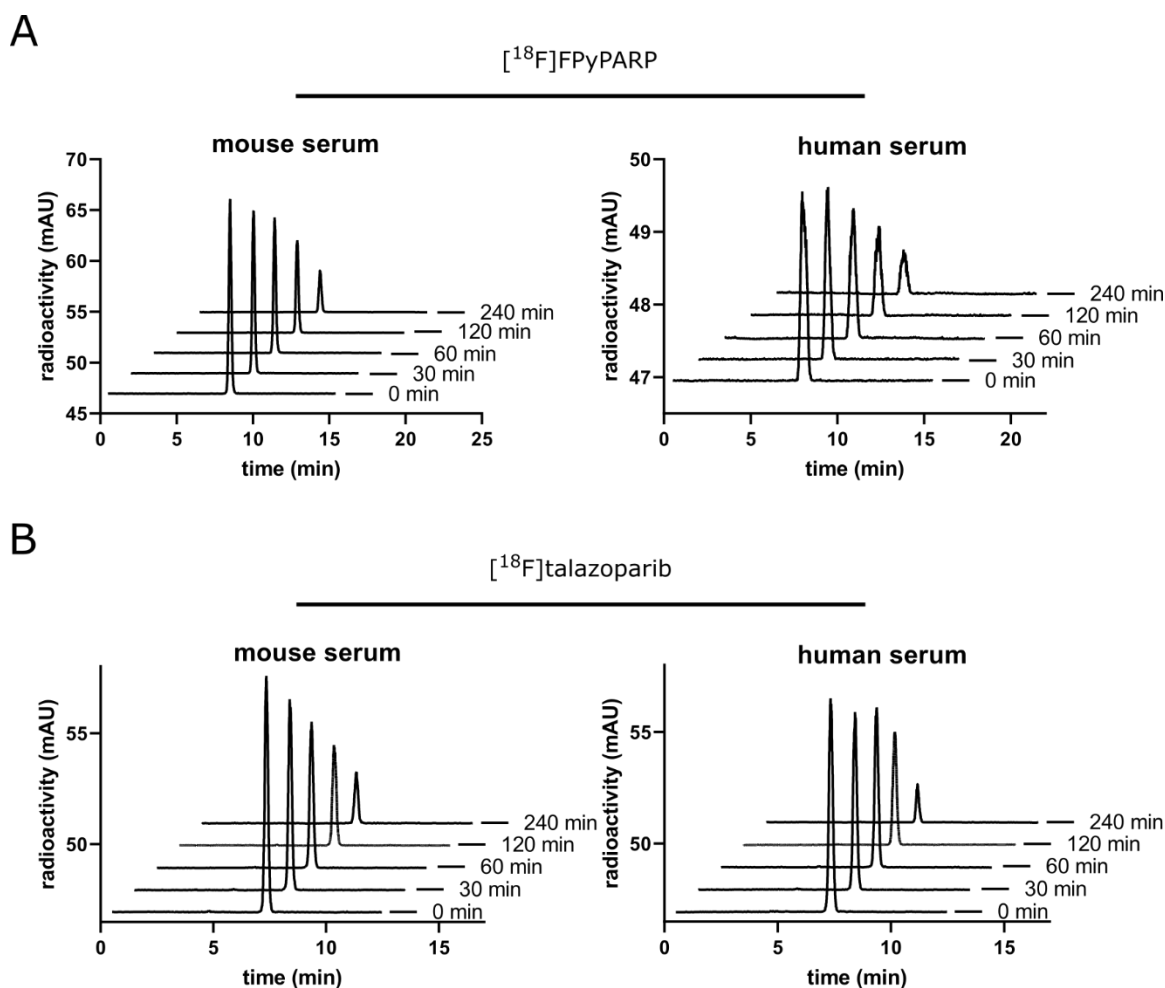 A
[¹⁸F]FPyPARP
mouse serum
human serum
radioactivity (mAU)
70
65
60
55
50
45
240 min
120 min
60 min
30 min
0 min
0 5 10 15 20 25
time (min)
radioactivity (mAU)
50
49
48
47
240 min
120 min
60 min
30 min
0 min
0 5 10 15 20
time (min)
B
[¹⁸F]talazoparib
mouse serum
human serum
radioactivity (mAU)
55
50
240 min
120 min
60 min
30 min
0 min
0 5 10 15
time (min)
radioactivity (mAU)
55
50
240 min
120 min
60 min
30 min
0 min
0 5 10 15
time (min)